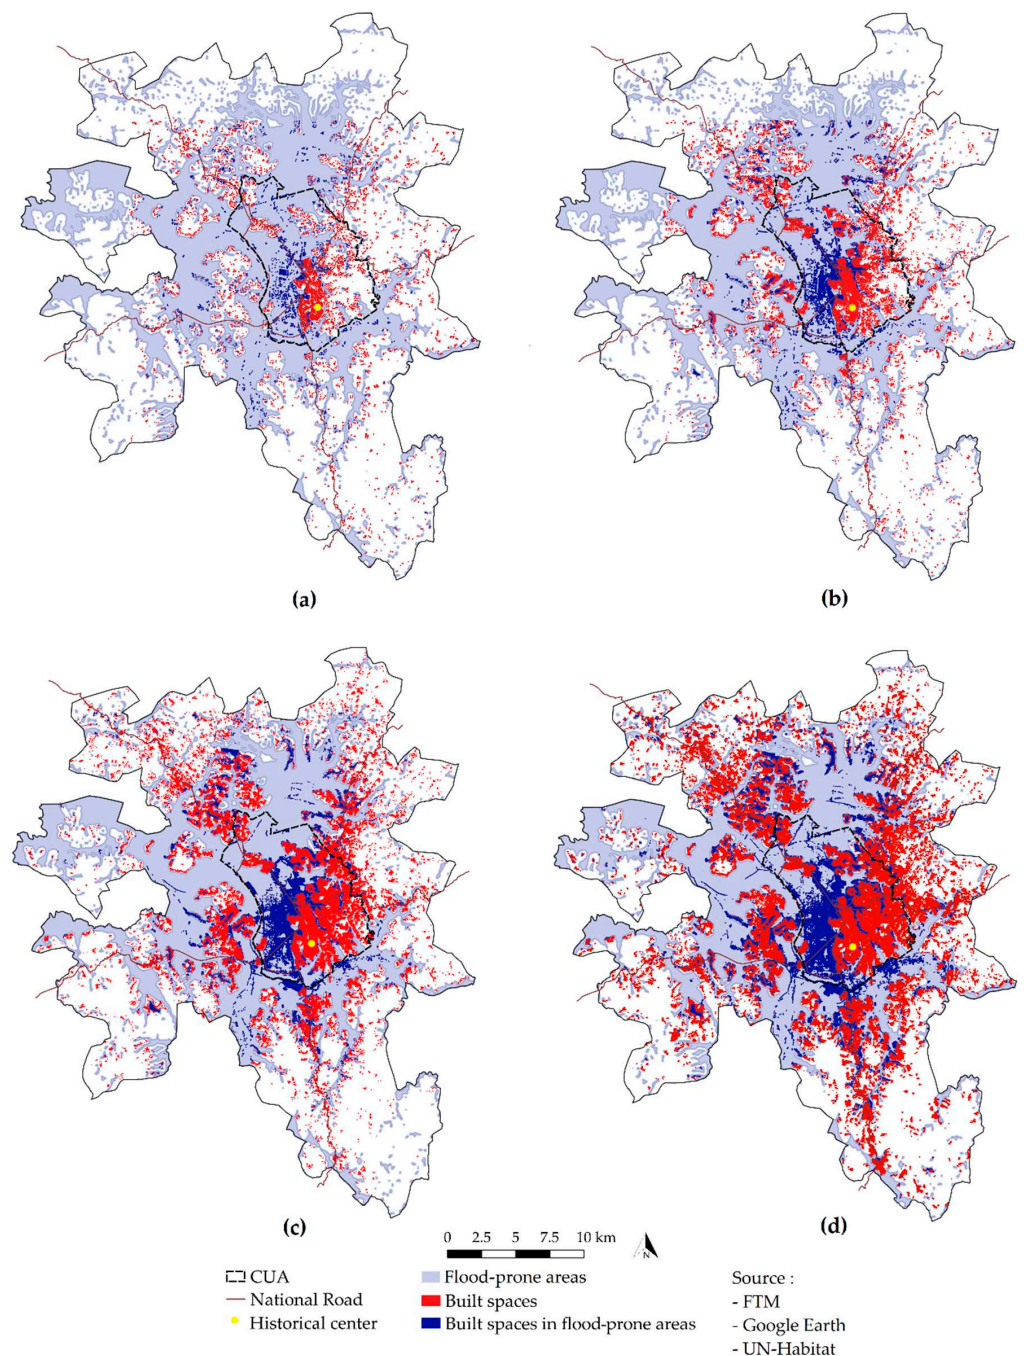 (a)
(b)
(c)
(d)
0 2.5 5 7.5 10 km
N
CUA
National Road
Historical center
Flood-prone areas
Built spaces
Built spaces in flood-prone areas
Source :
- FTM
- Google Earth
- UN-Habitat